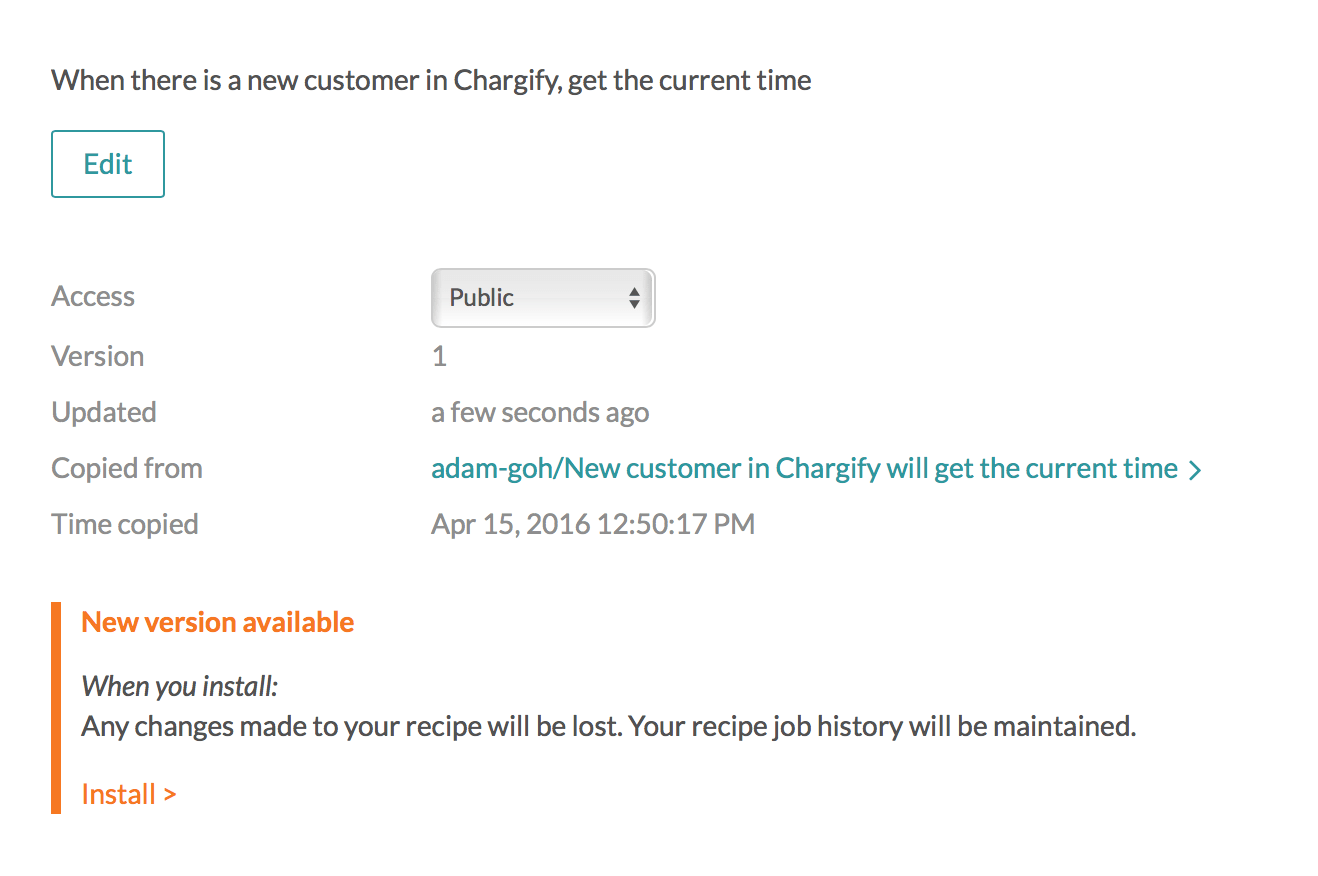 When there is a new customer in Chargify, get the current time
Edit
Access Public
Version 1
Updated a few seconds ago
Copied from adam-goh/New customer in Chargify will get the current time >
Time copied Apr 15, 2016 12:50:17 PM
New version available
When you install:
Any changes made to your recipe will be lost. Your recipe job history will be maintained.
Install >